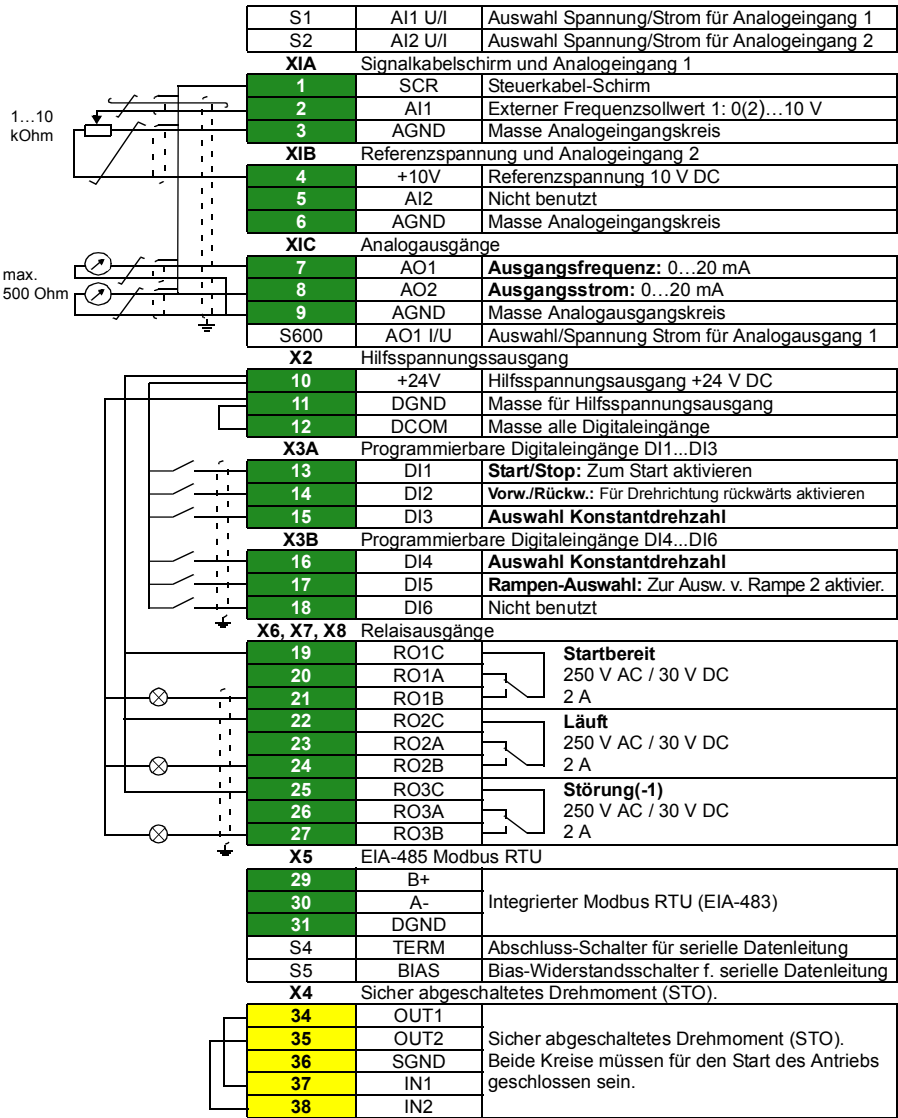 S1 AI1 U/I Auswahl Spannung/Strom für Analogeingang 1
S2 AI2 U/I Auswahl Spannung/Strom für Analogeingang 2
XIA Signalkabelschirm und Analogeingang 1
1 SCR Steuerkabel-Schirm
1…10 kOhm
2 AI1 Externer Frequenzsollwert 1: 0(2)…10 V
3 AGND Masse Analogeingangskreis
XIB Referenzspannung und Analogeingang 2
4 +10V Referenzspannung 10 V DC
5 AI2 Nicht benutzt
6 AGND Masse Analogeingangskreis
XIC Analogausgänge
max.
500 Ohm
7 AO1 Ausgangsfrequenz: 0…20 mA
8 AO2 Ausgangsstrom: 0…20 mA
9 AGND Masse Analogausgangskreis
S600 AO1 I/U Auswahl/Spannung Strom für Analogausgang 1
X2 Hilfsspannungssausgang
10 +24V Hilfsspannungsausgang +24 V DC
11 DGND Masse für Hilfsspannungsausgang
12 DCOM Masse alle Digitaleingänge
X3A Programmierbare Digitaleingänge DI1...DI3
13 DI1 Start/Stop: Zum Start aktivieren
14 DI2 Vorw./Rückw.: Für Drehrichtung rückwärts aktivieren
15 DI3 Auswahl Konstantdrehzahl
X3B Programmierbare Digitaleingänge DI4...DI6
16 DI4 Auswahl Konstantdrehzahl
17 DI5 Rampen-Auswahl: Zur Ausw. v. Rampe 2 aktivier.
18 DI6 Nicht benutzt
X6, X7, X8 Relaisausgänge
19 RO1C Startbereit
20 RO1A 250 V AC / 30 V DC
21 RO1B 2 A
22 RO2C Läuft
23 RO2A 250 V AC / 30 V DC
24 RO2B 2 A
25 RO3C Störung(-1)
26 RO3A 250 V AC / 30 V DC
27 RO3B 2 A
X5 EIA-485 Modbus RTU
29 B+
30 A- Integrierter Modbus RTU (EIA-483)
31 DGND
S4 TERM Abschluss-Schalter für serielle Datenleitung
S5 BIAS Bias-Widerstandsschalter f. serielle Datenleitung
X4 Sicher abgeschaltetes Drehmoment (STO).
34 OUT1
35 OUT2 Sicher abgeschaltetes Drehmoment (STO).
36 SGND Beide Kreise müssen für den Start des Antriebs
37 IN1 geschlossen sein.
38 IN2